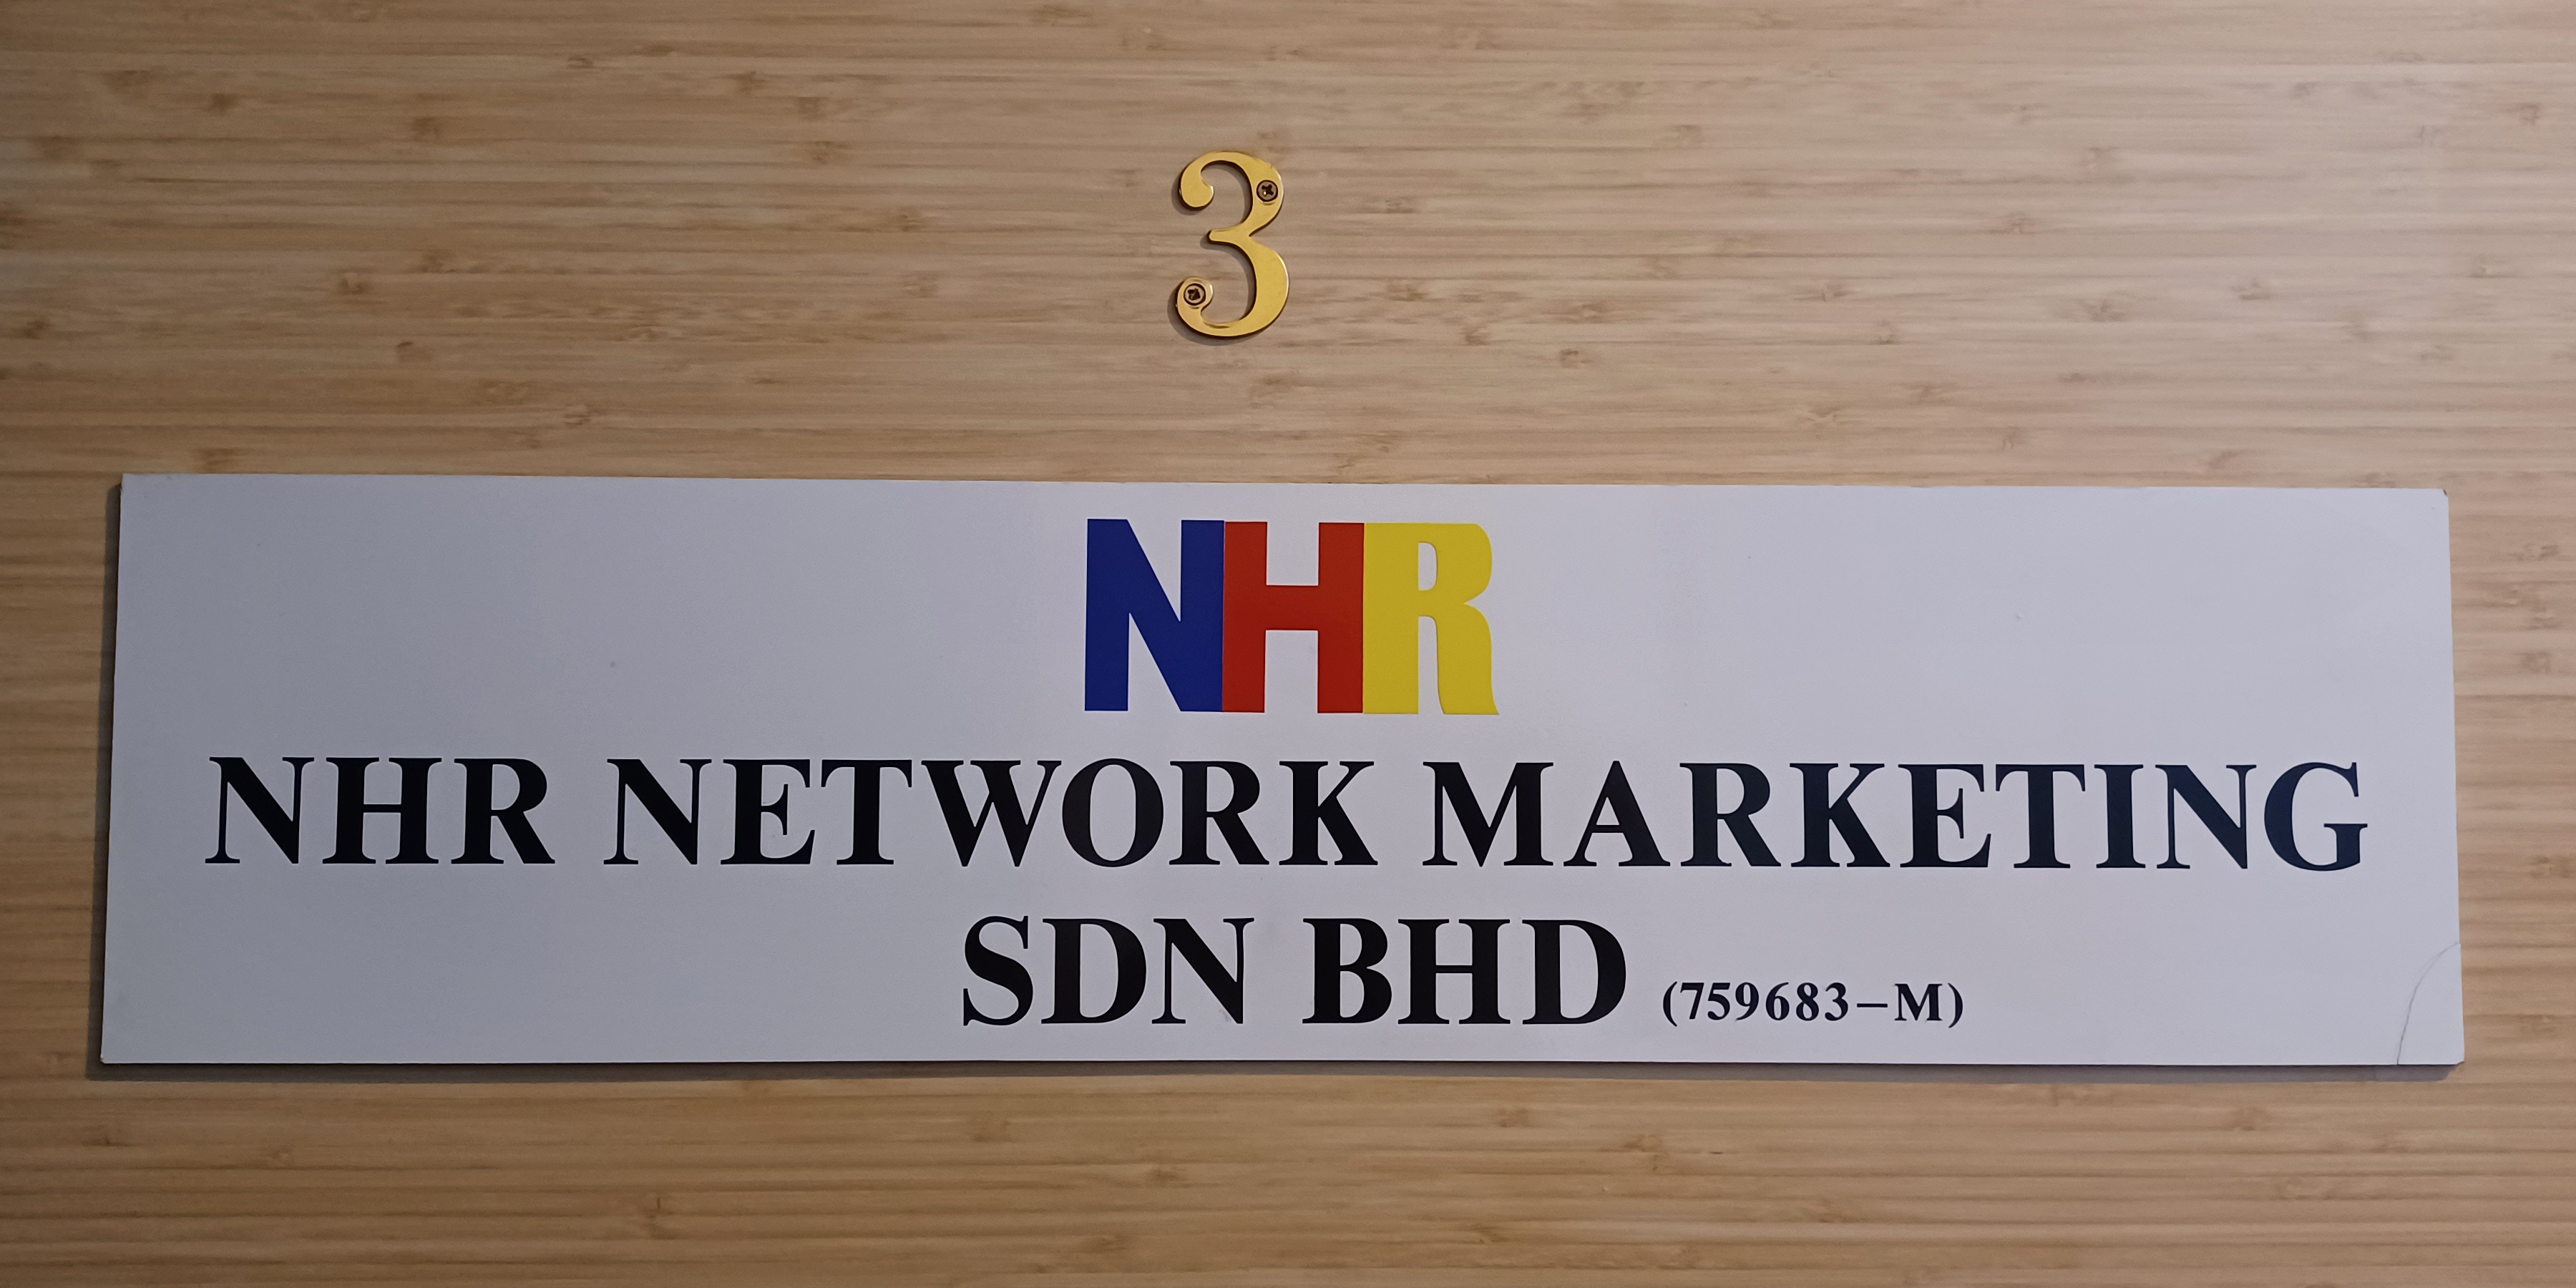 3
NHR
NHR NETWORK MARKETING
SDN BHD (759683-M)